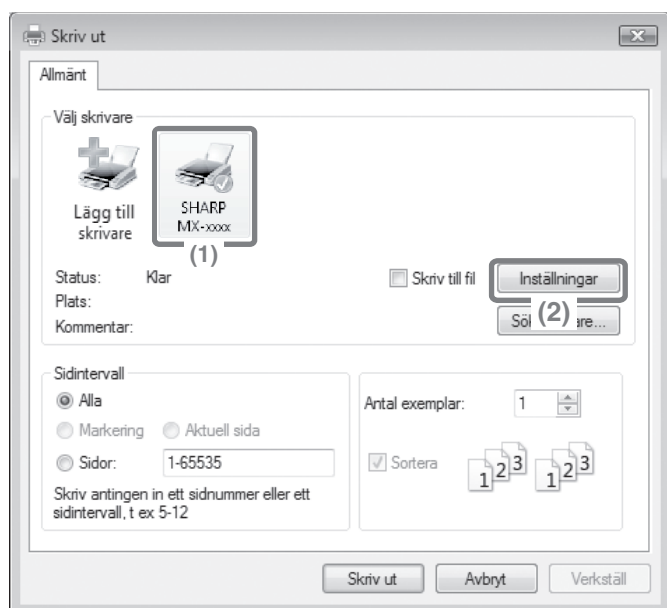 Skriv ut
Allmänt
Välj skrivare
Lägg till
skrivare
SHARP
MX-xxxx
(1)
Status: Klar
Plats:
Kommentar:
Skriv till fil
Inställningar
(2)
Sidintervall
Alla
Markering Aktuell sida
Sidor: 1-65535
Skriv antingen in ett sidnummer eller ett
sidintervall, t ex 5-12
Antal exemplar: 1
Sortera
1 2 3 1 2 3
Skriv ut Avbryt Verkställ